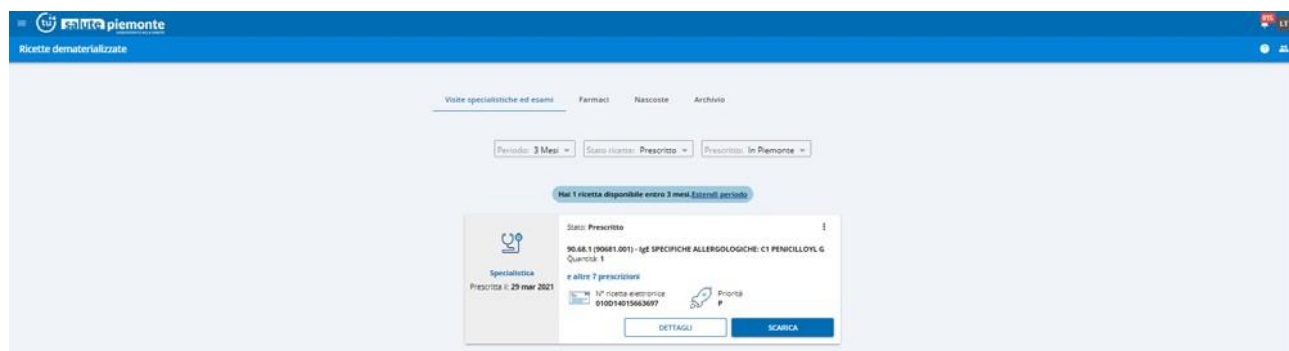 tu salute piemonte
Ricette dematerializzate
Visite specialistiche ed esami Farmaci Nascoste Archivio
Periodo: 3 Mesi Stato ricette: Prescritto Prescritto: In Piemonte
Hai 1 ricetta disponibile entro 3 mesi.Estendi periodo
Stato: Prescritto
90.68.1 (90681.001) - IgE SPECIFICHE ALLERGOLOGICHE: C1 PENICILLOYL G
Quantità: 1
Specialistica
Prescritta il: 29 mar 2021
e altre 7 prescrizioni
N° ricetta elettronica
010D14015663697
Priorità
P
DETTAGLI SCARICA